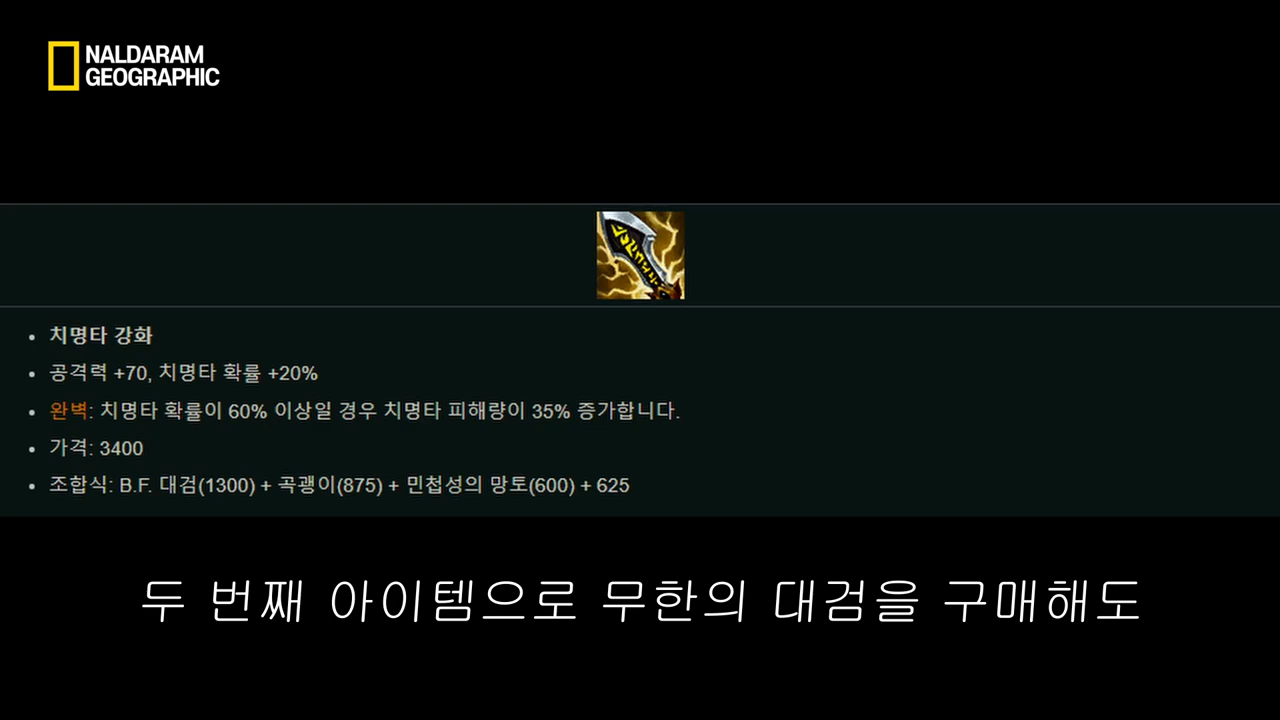 NALDARAM
GEOGRAPHIC
치명타 강화
공격력 +70, 치명타 확률 +20%
완벽: 치명타 확률이 60% 이상일 경우 치명타 피해량이 35% 증가합니다.
가격: 3400
조합식: B.F. 대검(1300) + 곡괭이(875) + 민첩성의 망토(600) + 625
두 번째 아이템으로 무한의 대검을 구매해도